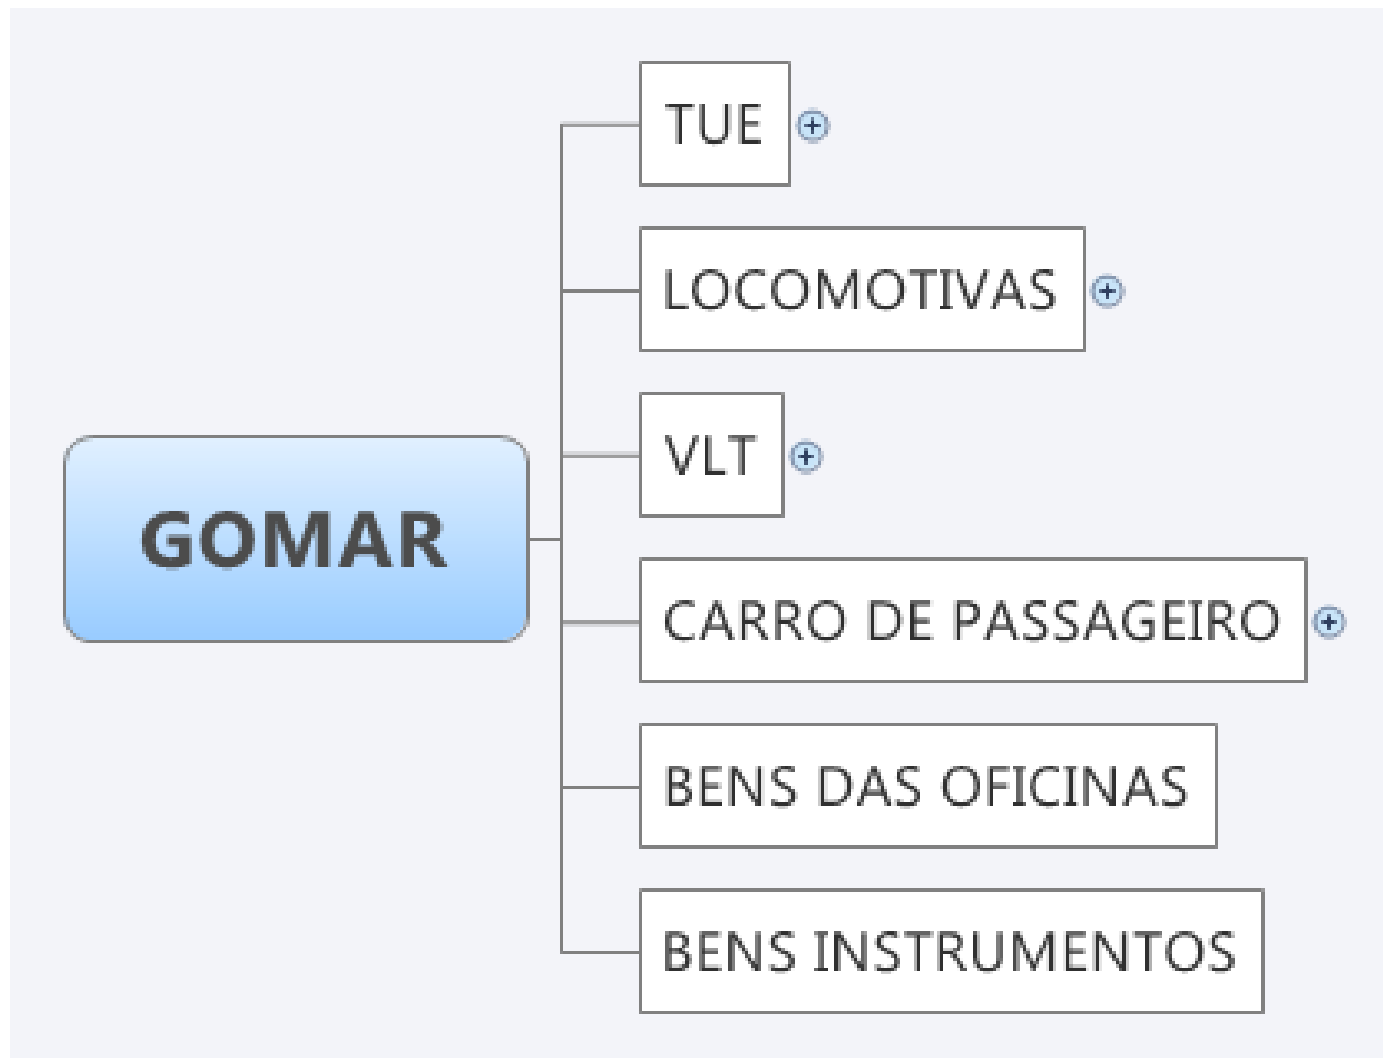 TUE
LOCOMOTIVAS
VLT
GOMAR
CARRO DE PASSAGEIRO
BENS DAS OFICINAS
BENS INSTRUMENTOS